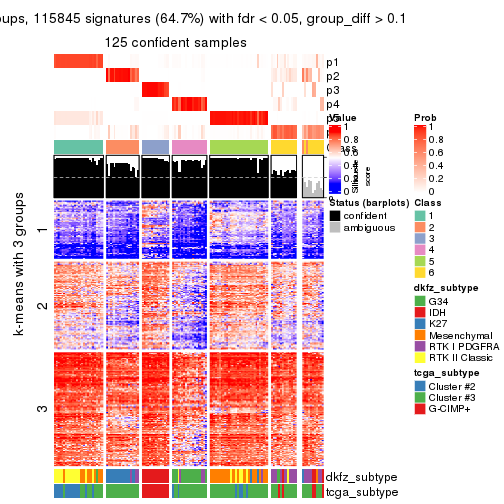 oups, 115845 signatures (64.7%) with fdr < 0.05, group_diff > 0.1
125 confident samples
p1
p2
p3
p4
k-means with 3 groups
1
2
3
Value
1
0.8
0.6
0.4
0.2
0
Silhouette
score
Prob
1
0.8
0.6
0.4
0.2
0
Status (barplots)
confident
ambiguous
Class
1
2
3
4
5
6
dkfz_subtype
G34
IDH
K27
Mesenchymal
RTK I PDGFRA
RTK II Classic
tcga_subtype
Cluster #2
Cluster #3
G-CIMP+
dkfz_subtype
tcga_subtype